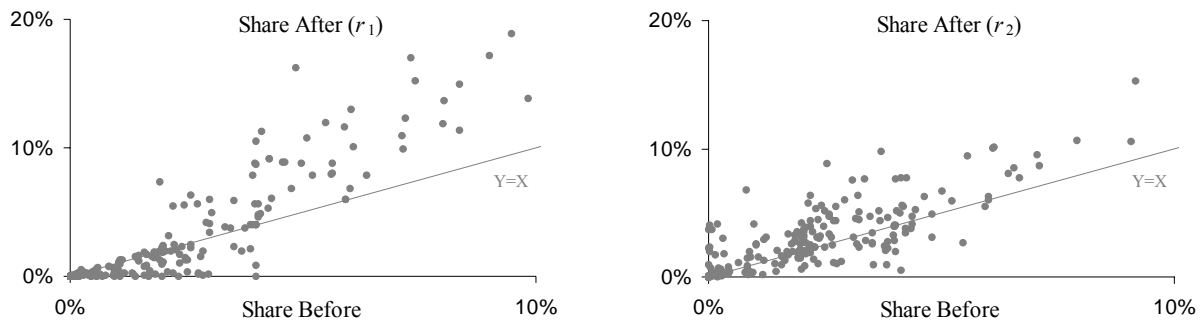 20%
Share After (r1)
10%
Y=X
0%
0%
Share Before
10%
20%
Share After (r2)
10%
Y=X
0%
0%
Share Before
10%